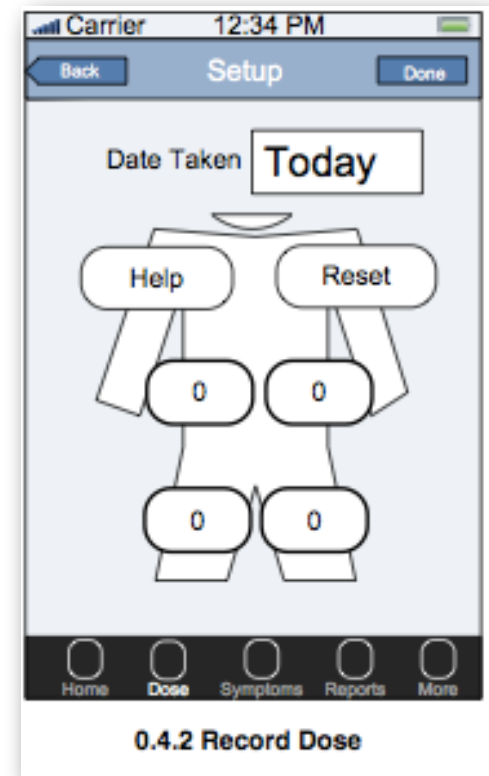 Carrier 12:34 PM
Back Setup Done
Date Taken Today
Help Reset
0 0
0 0
Home Dose Symptoms Reports More
0.4.2 Record Dose